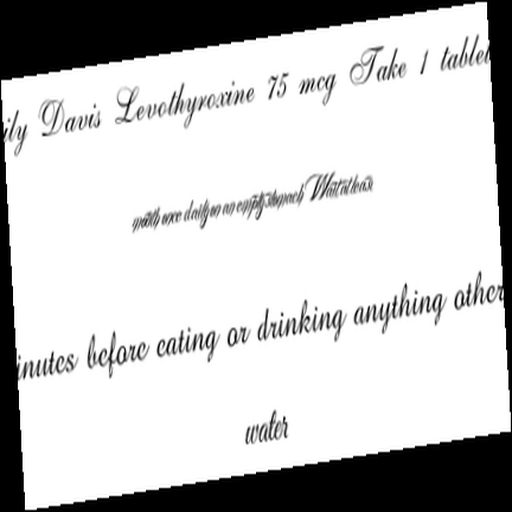 ily Davis Levothyroxine 75 mcg Take 1 tablet
mouth once daily on an empty stomach Wait at least
inutes before eating or drinking anything other
water